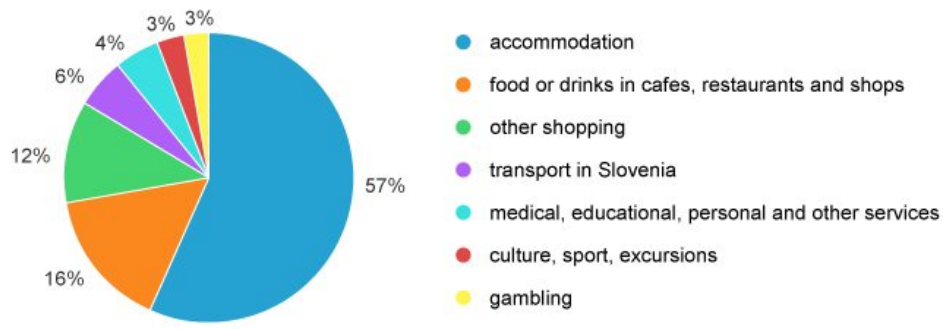 3%
3%
4%
6%
12%
57%
16%
accommodation
food or drinks in cafes, restaurants and shops
other shopping
transport in Slovenia
medical, educational, personal and other services
culture, sport, excursions
gambling